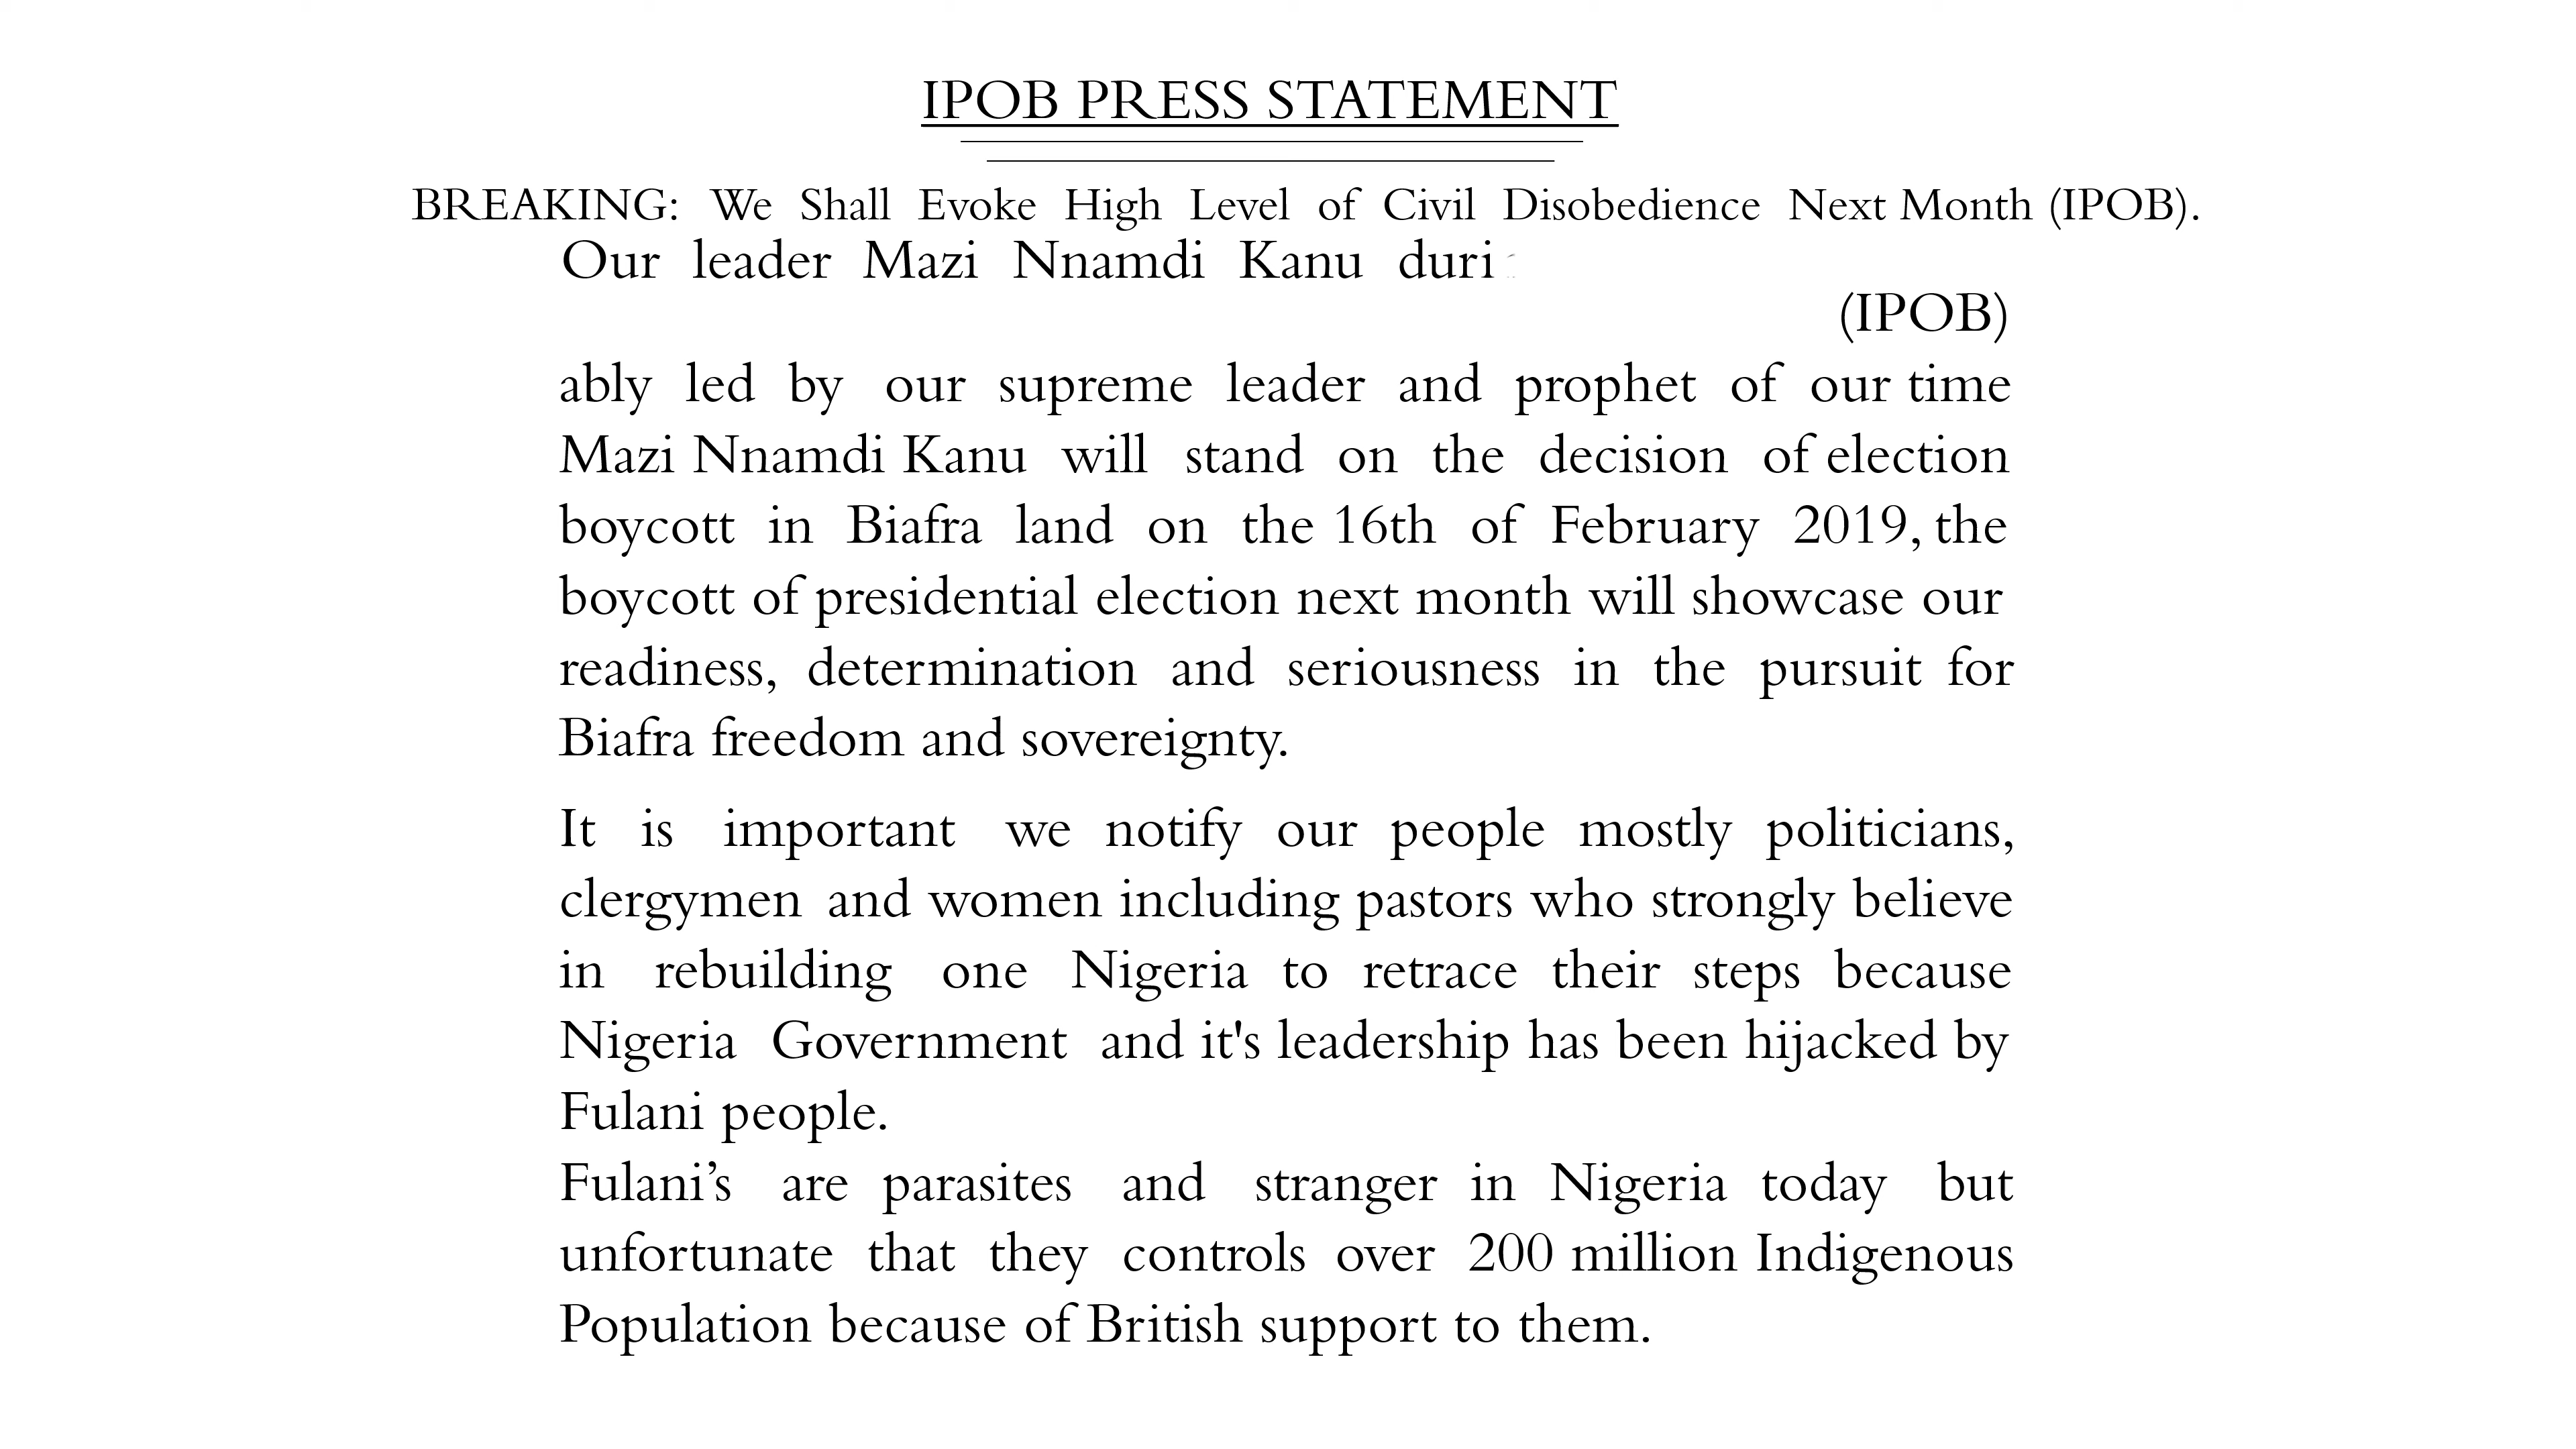 IPOB PRESS STATEMENT
BREAKING: We Shall Evoke High Level of Civil Disobedience Next Month (IPOB).
Our leader Mazi Nnamdi Kanu
(IPOB)
ably led by our supreme leader and prophet of our time
Mazi Nnamdi Kanu will stand on the decision of election
boycott in Biafra land on the 16th of February 2019, the
boycott of presidential election next month will showcase our
readiness, determination and seriousness in the pursuit for
Biafra freedom and sovereignty.
It is important we notify our people mostly politicians,
clergymen and women including pastors who strongly believe
in rebuilding one Nigeria to retrace their steps because
Nigeria Government and it's leadership has been hijacked by
Fulani people.
Fulani’s are parasites and stranger in Nigeria today but
unfortunate that they controls over 200 million Indigenous
Population because of British support to them.